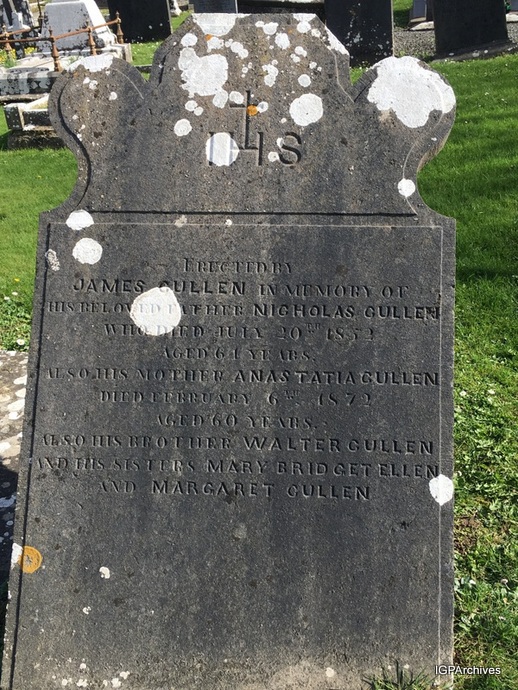 IHS
ERECTED BY
JAMES CULLEN IN MEMORY OF
HIS BELOVED FATHER NICHOLAS CULLEN
WHO DIED JULY 20TH 1852
AGED 64 YEARS.
ALSO HIS MOTHER ANASTATIA CULLEN
DIED FEBRUARY 6TH 1872
AGED 60 YEARS.
ALSO HIS BROTHER WALTER CULLEN
AND HIS SISTERS MARY BRIDGET ELLEN
AND MARGARET CULLEN
IGPArchives